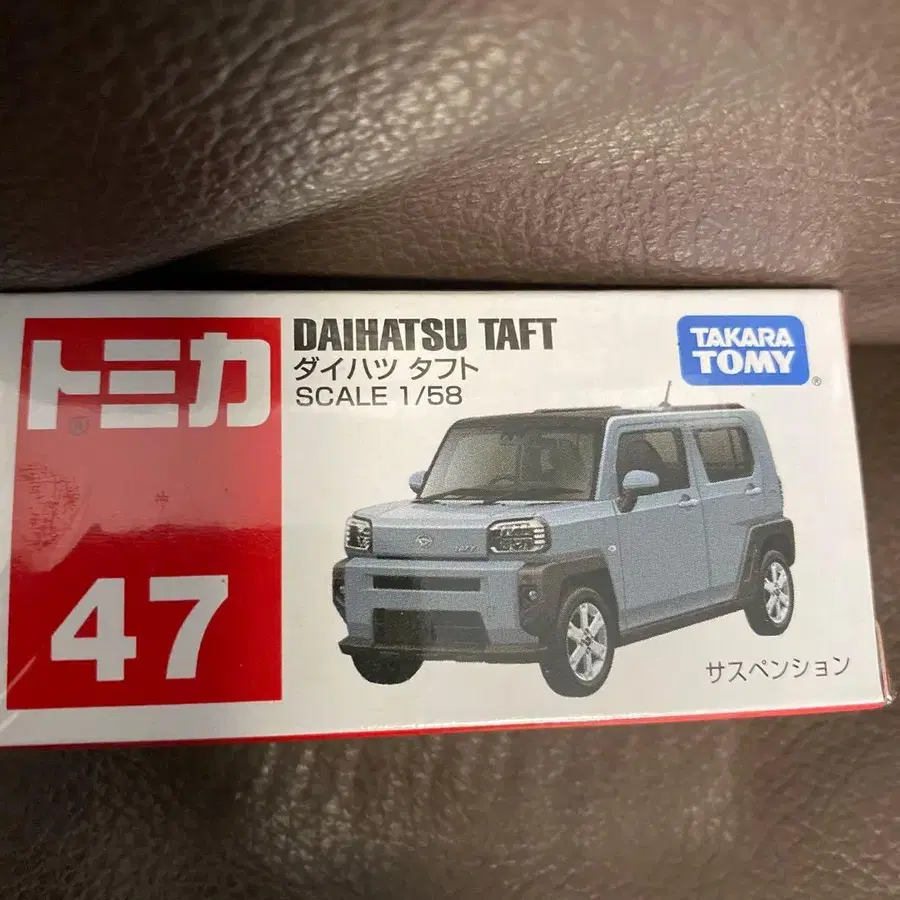 トミカ®
47
DAIHATSU TAFT
ダイハツ タフト
SCALE 1/58
TAKARA
TOMY®
サスペンション